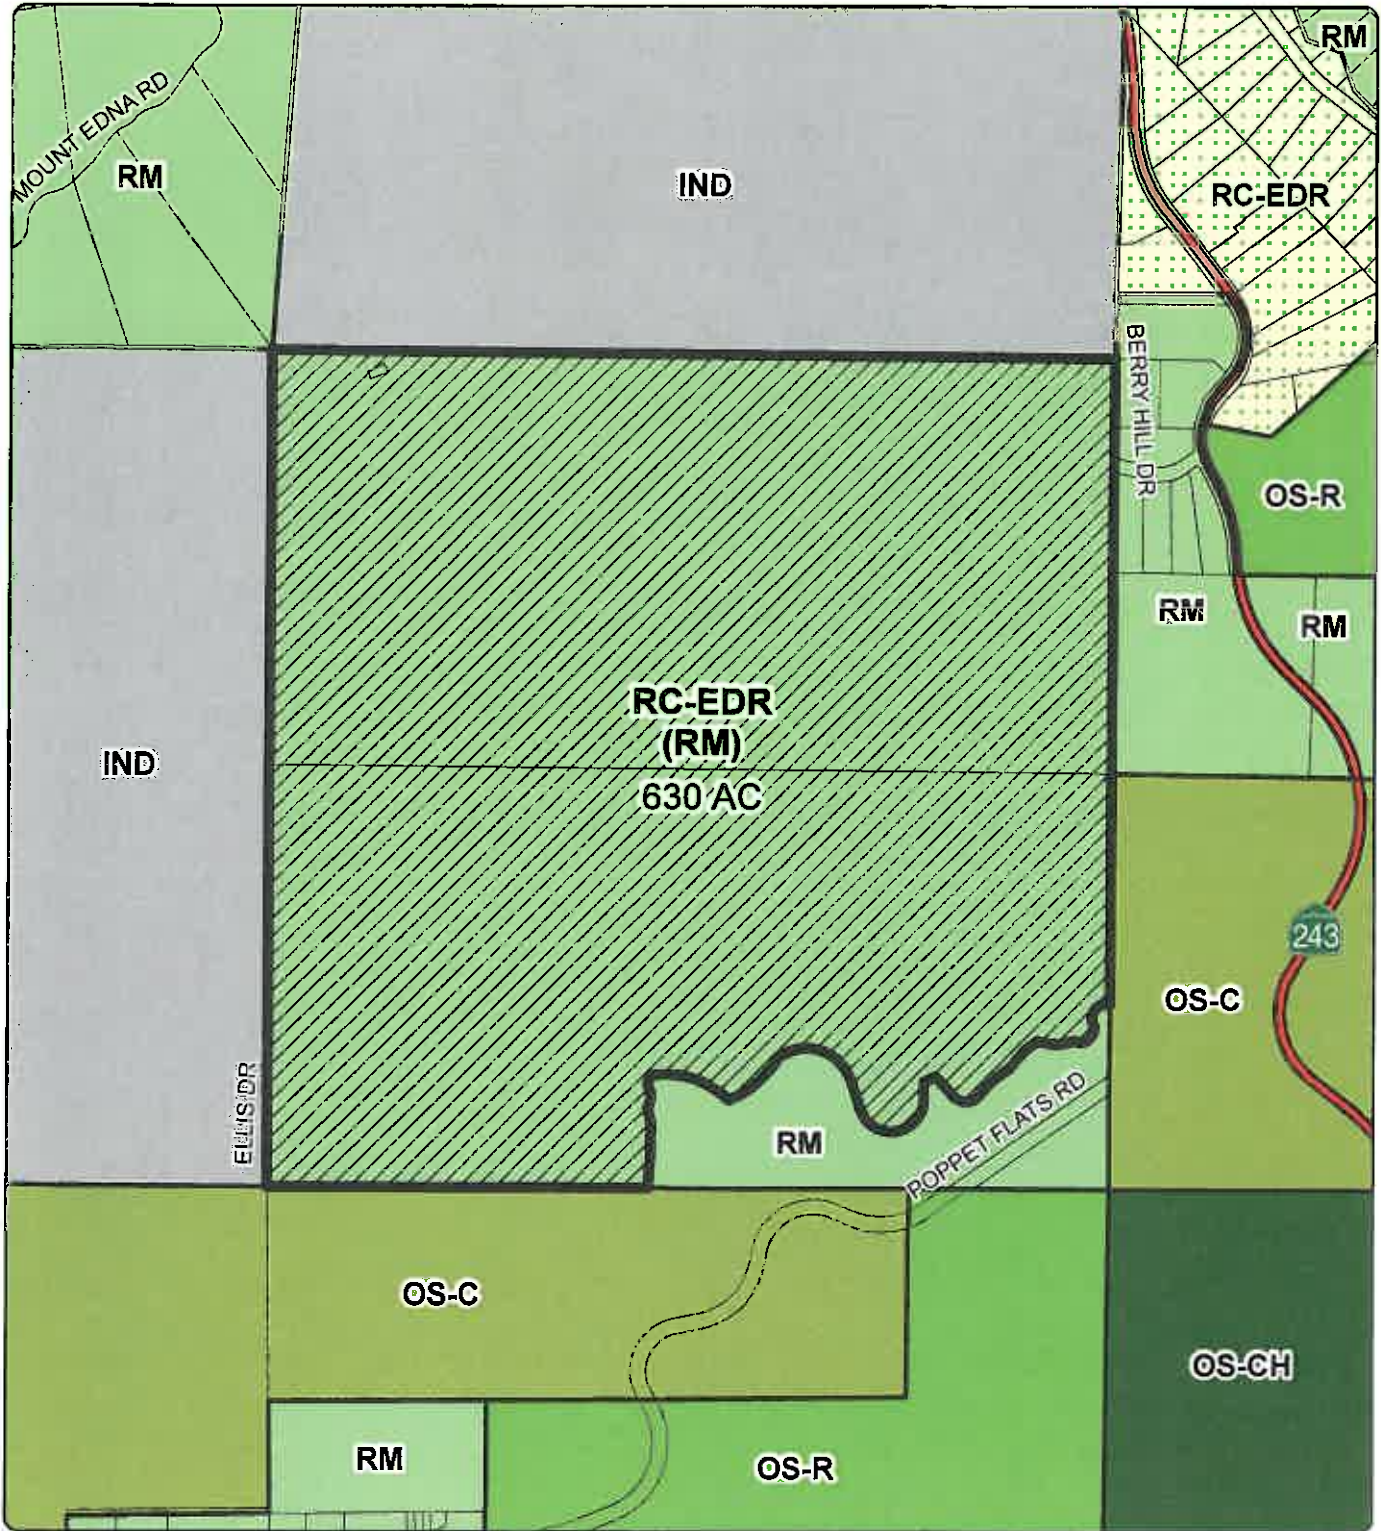 RM
MOUNT EDNA RD
RM
IND
RC-EDR
BERRY HILL DR
OS-R
RM
RM
RC-EDR
(RM)
630 AC
IND
243
OS-C
ELLIS DR
RM
POPPET FLATS RD
OS-C
OS-CH
RM
OS-R